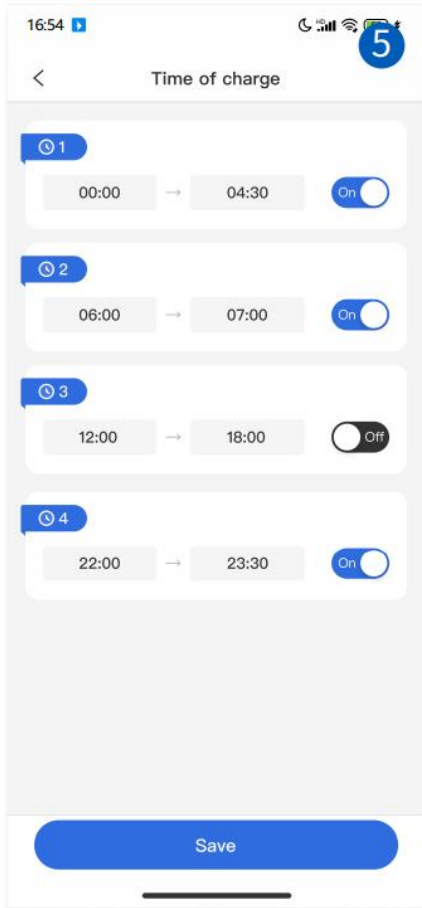 16:54
5
Time of charge
1
00:00 → 04:30 On
2
06:00 → 07:00 On
3
12:00 → 18:00 Off
4
22:00 → 23:30 On
Save